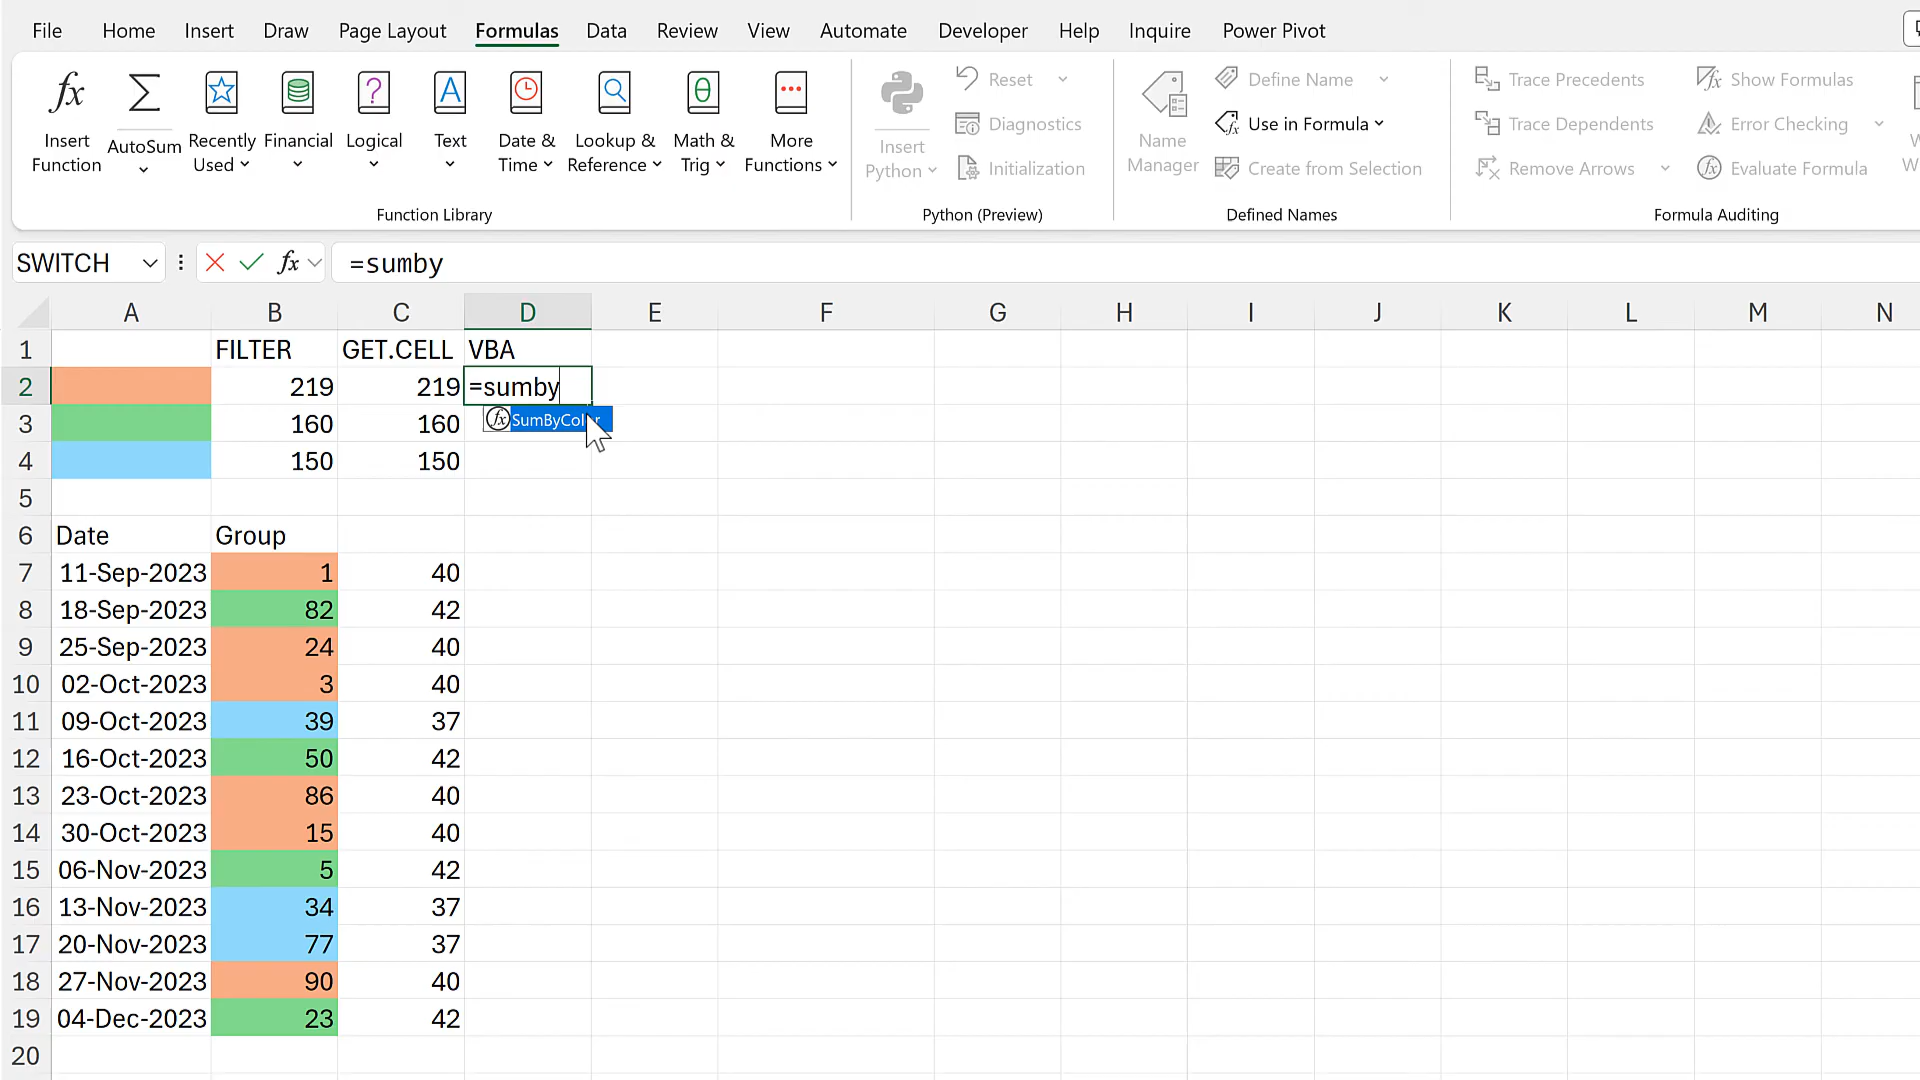 File Home Insert Draw Page Layout Formulas Data Review View Automate Developer Help Inquire Power Pivot
Insert Function
AutoSum
Recently Used
Financial
Logical
Text
Date & Time
Lookup & Reference
Math & Trig
More Functions
Function Library
Insert Python
Reset
Diagnostics
Initialization
Python (Preview)
Name Manager
Define Name
Use in Formula
Create from Selection
Defined Names
Trace Precedents
Trace Dependents
Remove Arrows
Show Formulas
Error Checking
Evaluate Formula
Formula Auditing
SWITCH fx =sumby
A B C D E F G H I J K L M N
1 FILTER GET.CELL VBA
2 219 219 =sumby
SumByColor
3 160 160
4 150 150
5
6 Date Group
7 11-Sep-2023 1 40
8 18-Sep-2023 82 42
9 25-Sep-2023 24 40
10 02-Oct-2023 3 40
11 09-Oct-2023 39 37
12 16-Oct-2023 50 42
13 23-Oct-2023 86 40
14 30-Oct-2023 15 40
15 06-Nov-2023 5 42
16 13-Nov-2023 34 37
17 20-Nov-2023 77 37
18 27-Nov-2023 90 40
19 04-Dec-2023 23 42
20